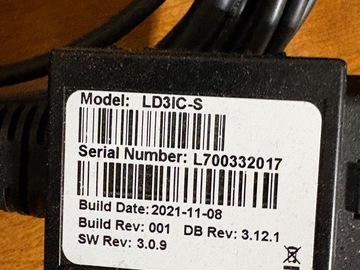 Model: LD3IC-S
Serial Number: L700332017
Build Date: 2021-11-08
Build Rev: 001 DB Rev: 3.12.1
SW Rev: 3.0.9